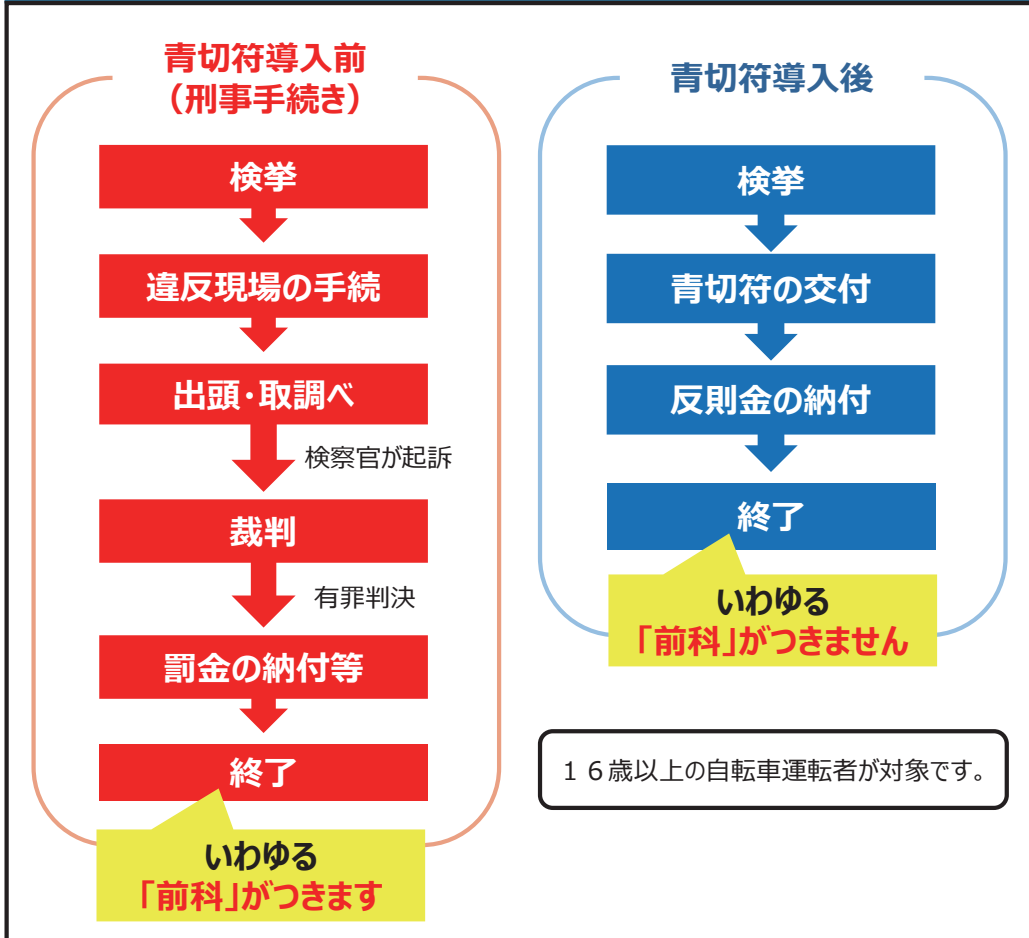 青切符導入前
（刑事手続き）
検挙
違反現場の手続
出頭・取調べ
検察官が起訴
裁判
有罪判決
罰金の納付等
終了
いわゆる
「前科」がつきます
青切符導入後
検挙
青切符の交付
反則金の納付
終了
いわゆる
「前科」がつきません
１６歳以上の自転車運転者が対象です。